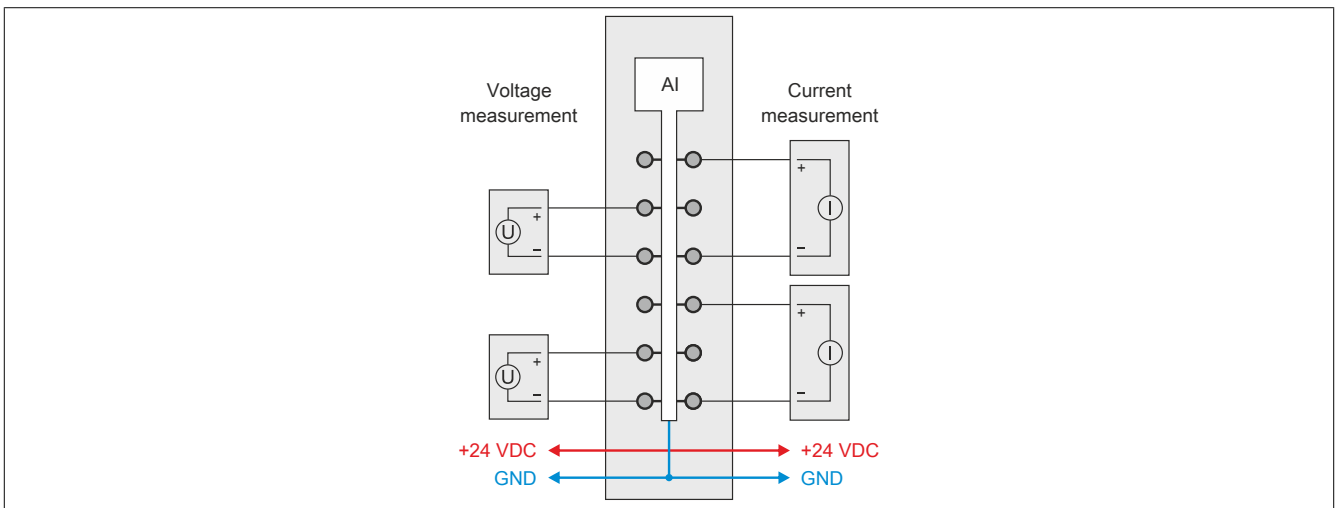 AI
Voltage
measurement
Current
measurement
+
I
−
+
U
−
+
I
−
+
U
−
+24 VDC
+24 VDC
GND
GND